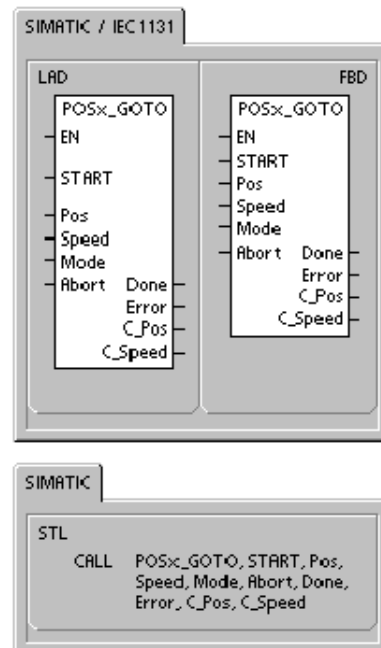 SIMATIC / IEC1131
LAD
POSx_GOTO
EN
START
Pos
Speed
Mode
Abort Done
Error
C_Pos
C_Speed
FBD
POSx_GOTO
EN
START
Pos
Speed
Mode
Abort Done
Error
C_Pos
C_Speed
SIMATIC
STL
CALL POSx_GOTO, START, Pos,
Speed, Mode, Abort, Done,
Error, C_Pos, C_Speed